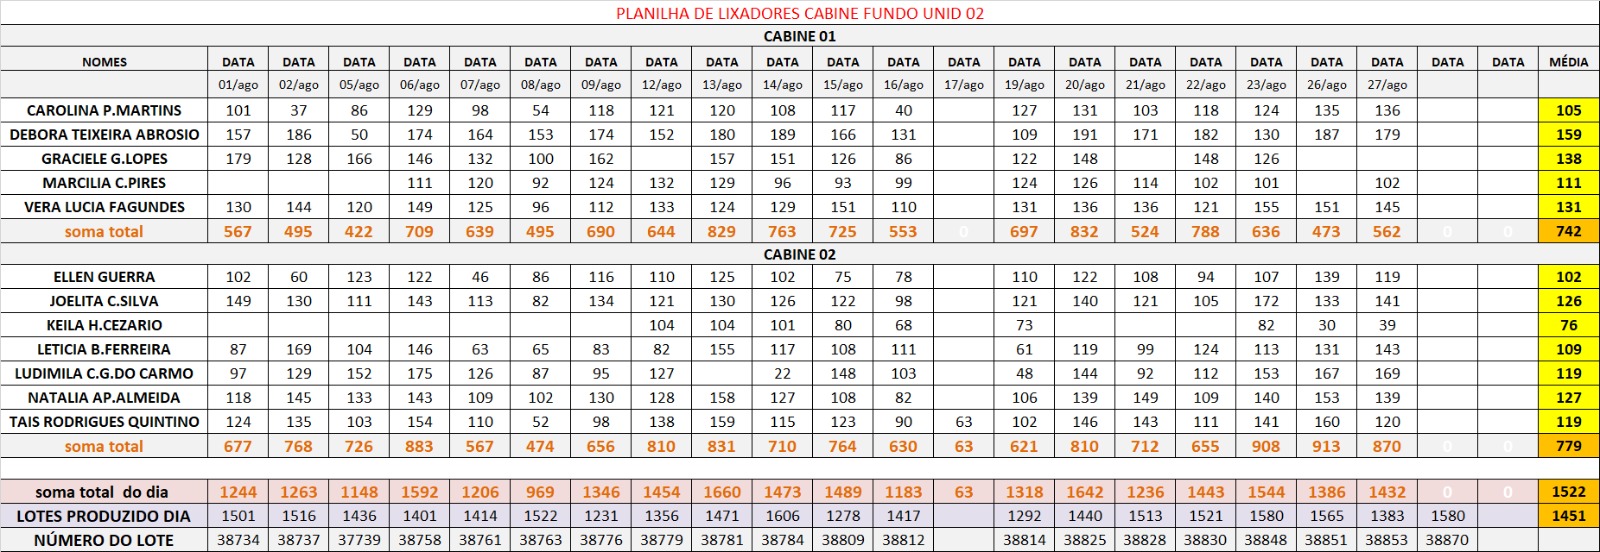 PLANILHA DE LIXADORES CABINE FUNDO UNID 02
CABINE 01
NOMES DATA DATA DATA DATA DATA DATA DATA DATA DATA DATA DATA DATA DATA DATA DATA DATA DATA DATA DATA DATA DATA DATA MÉDIA
01/ago 02/ago 05/ago 06/ago 07/ago 08/ago 09/ago 12/ago 13/ago 14/ago 15/ago 16/ago 17/ago 19/ago 20/ago 21/ago 22/ago 23/ago 26/ago 27/ago
CAROLINA P.MARTINS 101 37 86 129 98 54 118 121 120 108 117 40 127 131 103 118 124 135 136 105
DEBORA TEIXEIRA ABROSIO 157 186 50 174 164 153 174 152 180 189 166 131 109 191 171 182 130 187 179 159
GRACIELE G.LOPES 179 128 166 146 132 100 162 157 151 126 86 122 148 148 126 138
MARCILIA C.PIRES 111 120 92 124 132 129 96 93 99 124 126 114 102 101 102 111
VERA LUCIA FAGUNDES 130 144 120 149 125 96 112 133 124 129 151 110 131 136 136 121 155 151 145 131
soma total 567 495 422 709 639 495 690 644 829 763 725 553 0 697 832 524 788 636 473 562 0 0 742
CABINE 02
ELLEN GUERRA 102 60 123 122 46 86 116 110 125 102 75 78 110 122 108 94 107 139 119 102
JOELITA C.SILVA 149 130 111 143 113 82 134 121 130 126 122 98 121 140 121 105 172 133 141 126
KEILA H.CEZARIO 104 104 101 80 68 73 82 30 39 76
LETICIA B.FERREIRA 87 169 104 146 63 65 83 82 155 117 108 111 61 119 99 124 113 131 143 109
LUDIMILA C.G.DO CARMO 97 129 152 175 126 87 95 127 22 148 103 48 144 92 112 153 167 169 119
NATALIA AP.ALMEIDA 118 145 133 143 109 102 130 128 158 127 108 82 106 139 149 109 140 153 139 127
TAIS RODRIGUES QUINTINO 124 135 103 154 110 52 98 138 159 115 123 90 63 102 146 143 111 141 160 120 119
soma total 677 768 726 883 567 474 656 810 831 710 764 630 63 621 810 712 655 908 913 870 0 0 779
soma total do dia 1244 1263 1148 1592 1206 969 1346 1454 1660 1473 1489 1183 63 1318 1642 1236 1443 1544 1386 1432 0 0 1522
LOTES PRODUZIDO DIA 1501 1516 1436 1401 1414 1522 1231 1356 1471 1606 1278 1417 1292 1440 1513 1521 1580 1565 1383 1580 1451
NÚMERO DO LOTE 38734 38737 37739 38758 38761 38763 38776 38779 38781 38784 38809 38812 38814 38825 38828 38830 38848 38851 38853 38870